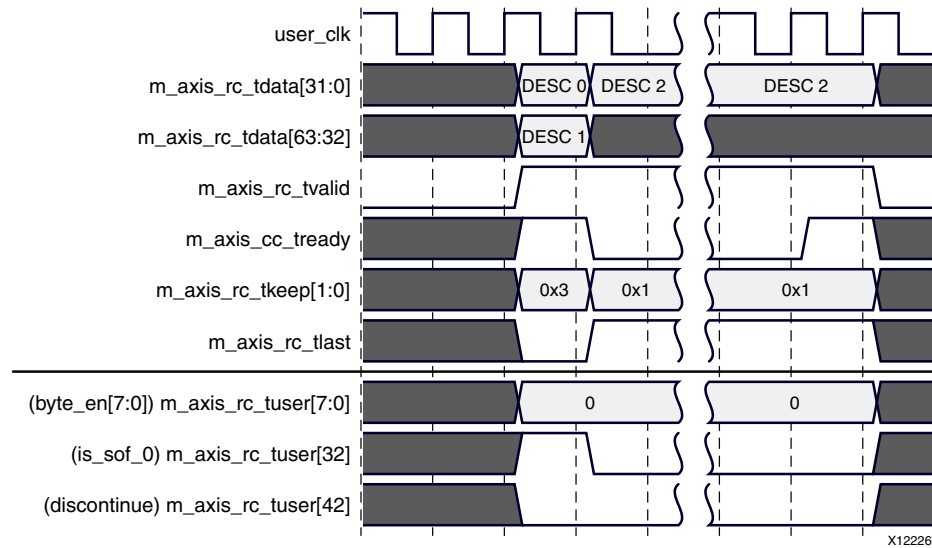 user_clk
m_axis_rc_tdata[31:0] DESC 0 DESC 2 DESC 2
m_axis_rc_tdata[63:32] DESC 1
m_axis_rc_tvalid
m_axis_cc_tready
m_axis_rc_tkeep[1:0] 0x3 0x1 0x1
m_axis_rc_tlast
(byte_en[7:0]) m_axis_rc_tuser[7:0] 0 0
(is_sof_0) m_axis_rc_tuser[32]
(discontinue) m_axis_rc_tuser[42]
X12226